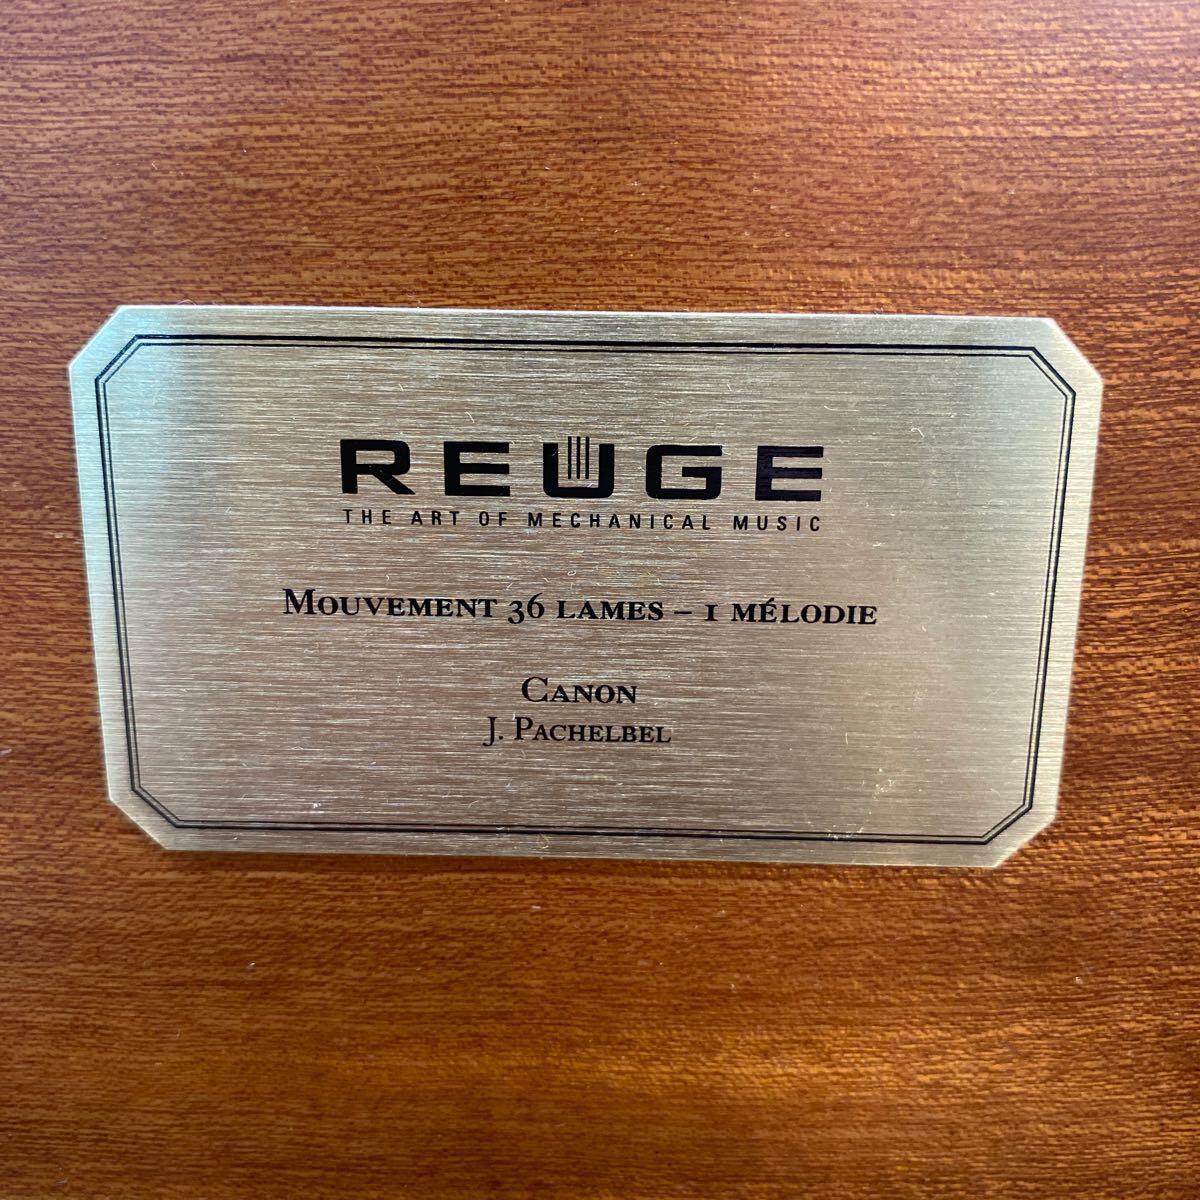 REUGE
THE ART OF MECHANICAL MUSIC
MOUVEMENT 36 LAMES – 1 MÉLODIE
CANON
J. PACHELBEL